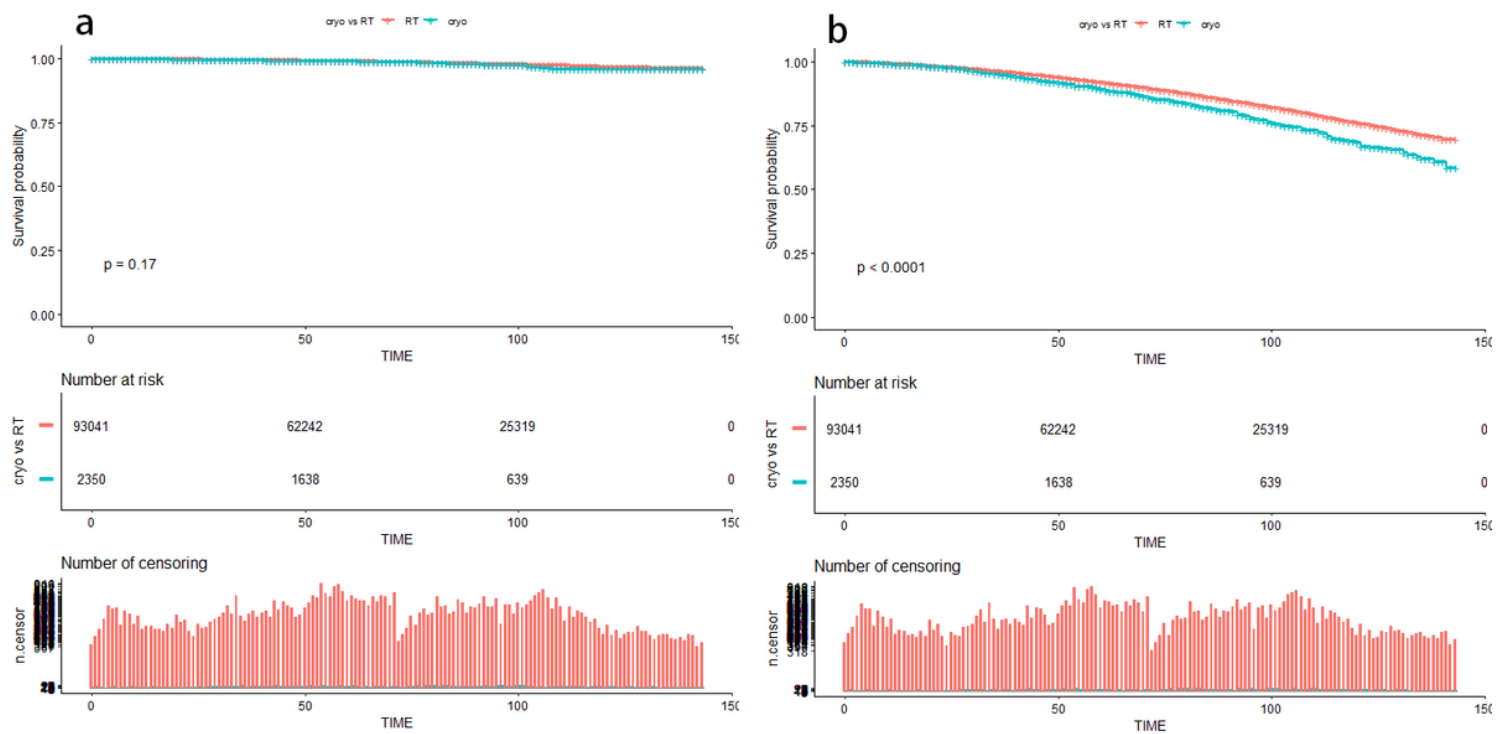 a
cryo vs RT RT cryo
1.00
0.75
0.50
0.25
0.00
Survival probability
p = 0.17
0 50 100 150
TIME
Number at risk
cryo vs RT
93041 62242 25319 0
2350 1638 639 0
0 50 100 150
TIME
Number of censoring
n.censor
0 50 100 150
TIME
b
cryo vs RT RT cryo
1.00
0.75
0.50
0.25
0.00
Survival probability
p < 0.0001
0 50 100 150
TIME
Number at risk
cryo vs RT
93041 62242 25319 0
2350 1638 639 0
0 50 100 150
TIME
Number of censoring
n.censor
0 50 100 150
TIME